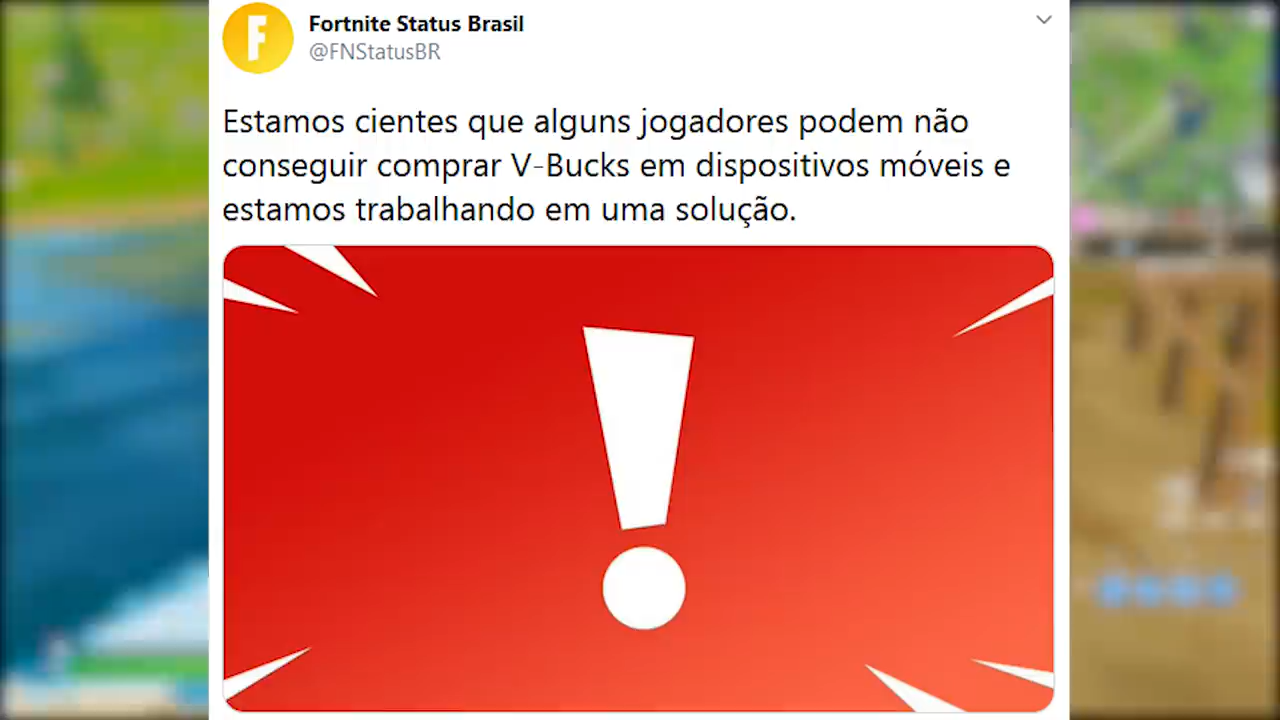 Fortnite Status Brasil
@FNStatusBR
Estamos cientes que alguns jogadores podem não
conseguir comprar V-Bucks em dispositivos móveis e
estamos trabalhando em uma solução.